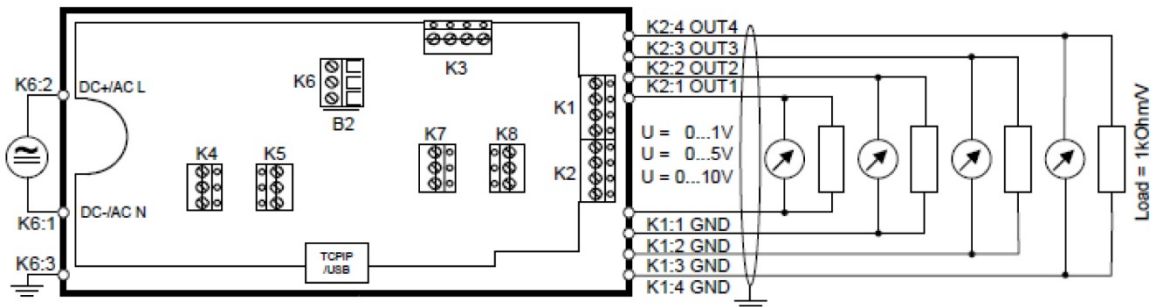 K2:4 OUT4
K2:3 OUT3
K2:2 OUT2
K2:1 OUT1
K3
K6:2
DC+/AC L
K6
B2
K1
K4
K5
K7
K8
K2
U = 0...1V
U = 0...5V
U = 0...10V
Load = 1kOhm/V
K6:1
DC-/AC N
K1:1 GND
K1:2 GND
K1:3 GND
K1:4 GND
K6:3
TCPIP
/USB